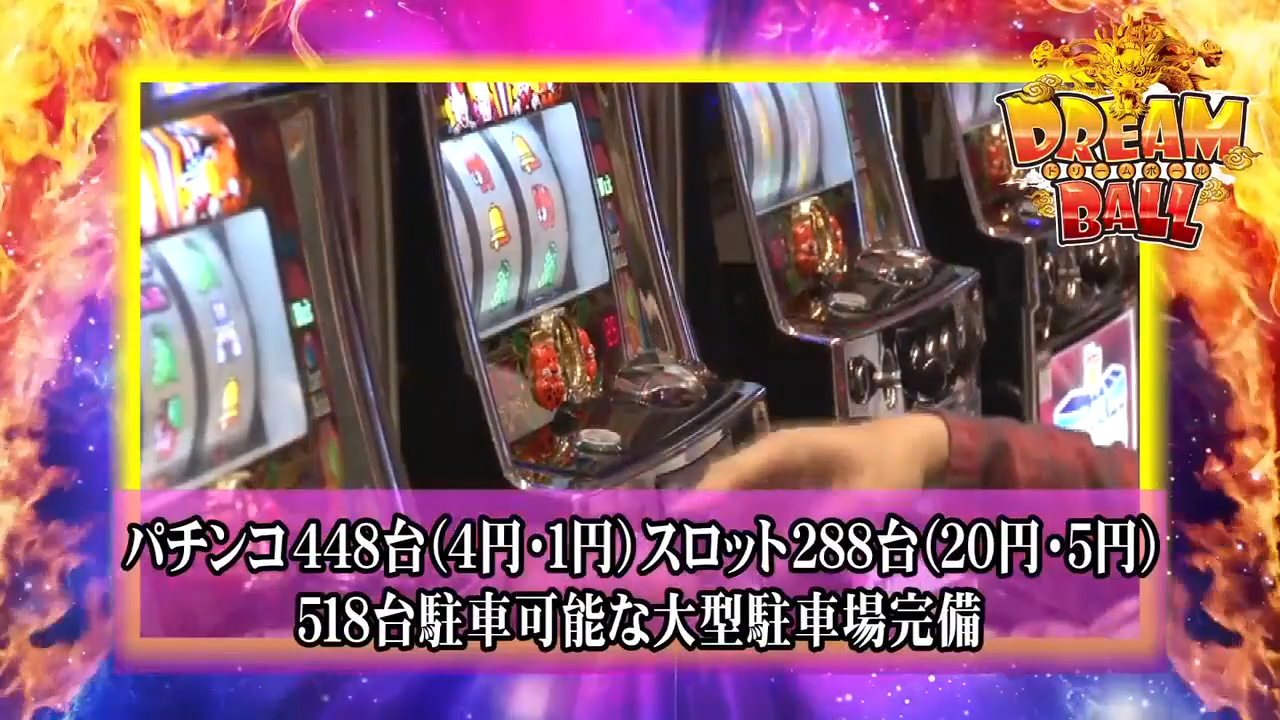 DREAM
ドリームボール
BALL
パチンコ448台(4円・1円)スロット288台(20円・5円)
518台駐車可能な大型駐車場完備